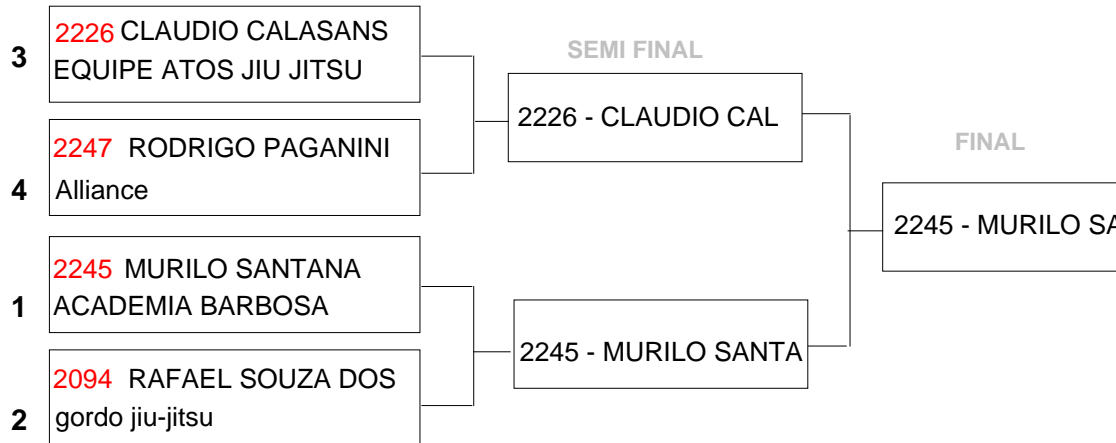 3
2226 CLAUDIO CALASANS
EQUIPE ATOS JIU JITSU
2247 RODRIGO PAGANINI
4
Alliance
2245 MURILO SANTANA
1
ACADEMIA BARBOSA
2094 RAFAEL SOUZA DOS
2
gordo jiu-jitsu
SEMI FINAL
2226 - CLAUDIO CAL
2245 - MURILO SANTA
FINAL
2245 - MURILO SA